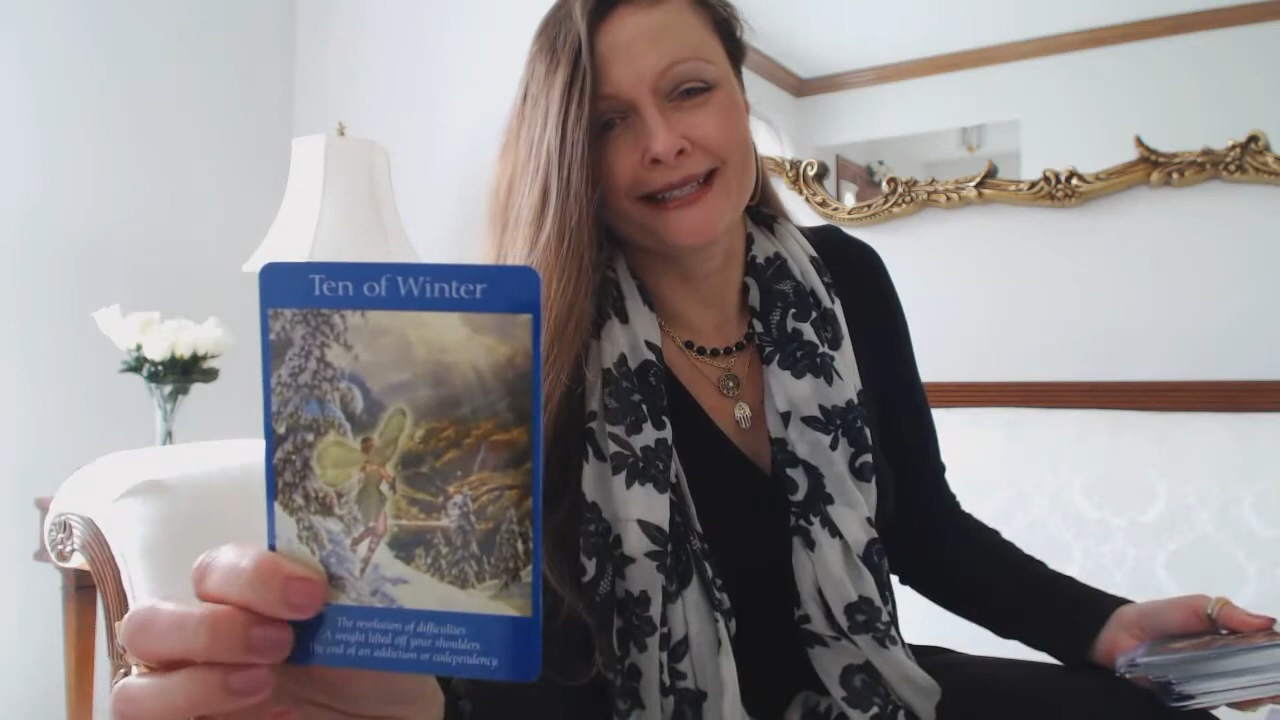 Ten of Winter
The resolution of difficulties.
A weight lifted off your shoulders.
The end of an addiction or codependency.